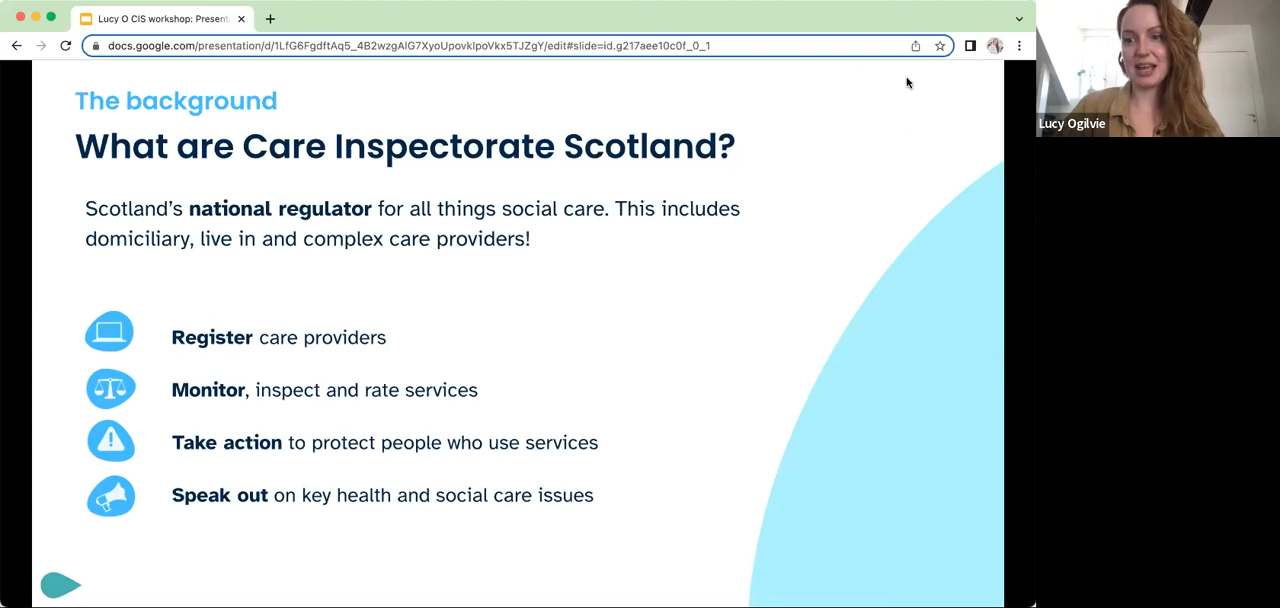 Lucy O CIS workshop: Present
docs.google.com/presentation/d/1LfG6FgdftAq5_4B2wzgAlG7XyoUpovklpoVkx5TJZgY/edit#slide=id.g217aee10c0f_0_1
The background
What are Care Inspectorate Scotland?
Scotland’s national regulator for all things social care. This includes
domiciliary, live in and complex care providers!
Register care providers
Monitor, inspect and rate services
Take action to protect people who use services
Speak out on key health and social care issues
Lucy Ogilvie